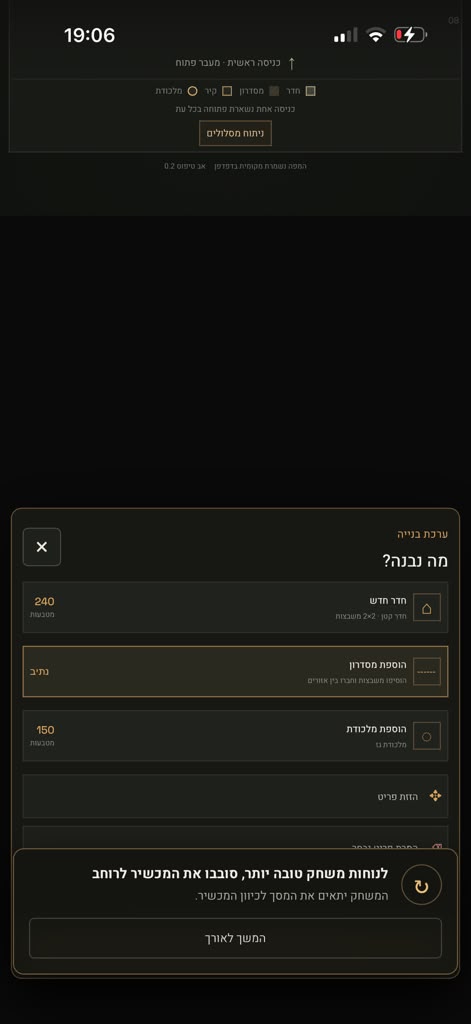 19:06
09
↑ כניסה ראשית · מעבר פתוח
חדר מסדרון קיר מלכודת
כניסה אחת נשארת פתוחה בכל עת
ניתוח מסלולים
המפה נשמרת מקומית בדפדפן אב טיפוס 0.2
ערכת בנייה
מה נבנה?
חדר חדש
240
חדר קטן · 2×2 משבצות
מטבעות
הוספת מסדרון
נתיב
הוסיפו משבצות וחברו בין אזורים
הוספת מלכודת
150
מלכודת גז
מטבעות
הזזת פריט
לנוחות משחק טובה יותר, סובבו את המכשיר לרוחב
המשחק יתאים את המסך לכיוון המכשיר.
המשך לאורך